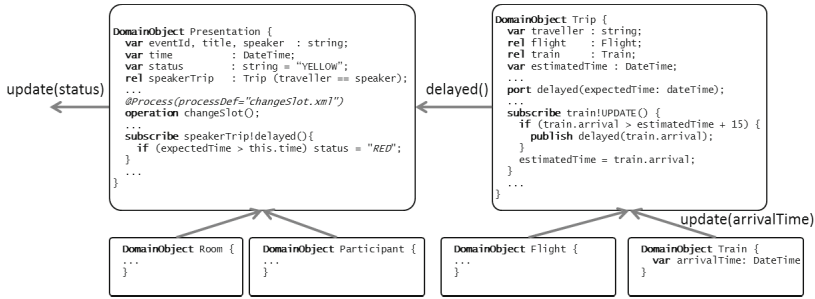 update(status)
DomainObject Presentation {
var eventId, title, speaker : string;
var time : DateTime;
var status : string = "YELLOW";
rel speakerTrip : Trip (traveller == speaker);
...
@Process(processDef="changeSlot.xml")
operation changeSlot();
...
subscribe speakerTrip!delayed(){
if (expectedTime > this.time) status = "RED";
}
...
}
delayed()
DomainObject Trip {
var traveller : string;
rel flight : Flight;
rel train : Train;
var estimatedTime : DateTime;
...
port delayed(expectedTime: dateTime);
...
subscribe train!UPDATE() {
if (train.arrival > estimatedTime + 15) {
publish delayed(train.arrival);
}
estimatedTime = train.arrival;
}
...
}
update(arrivalTime)
DomainObject Room {
...
}
DomainObject Participant {
...
}
DomainObject Flight {
...
}
DomainObject Train {
var arrivalTime: DateTime
}